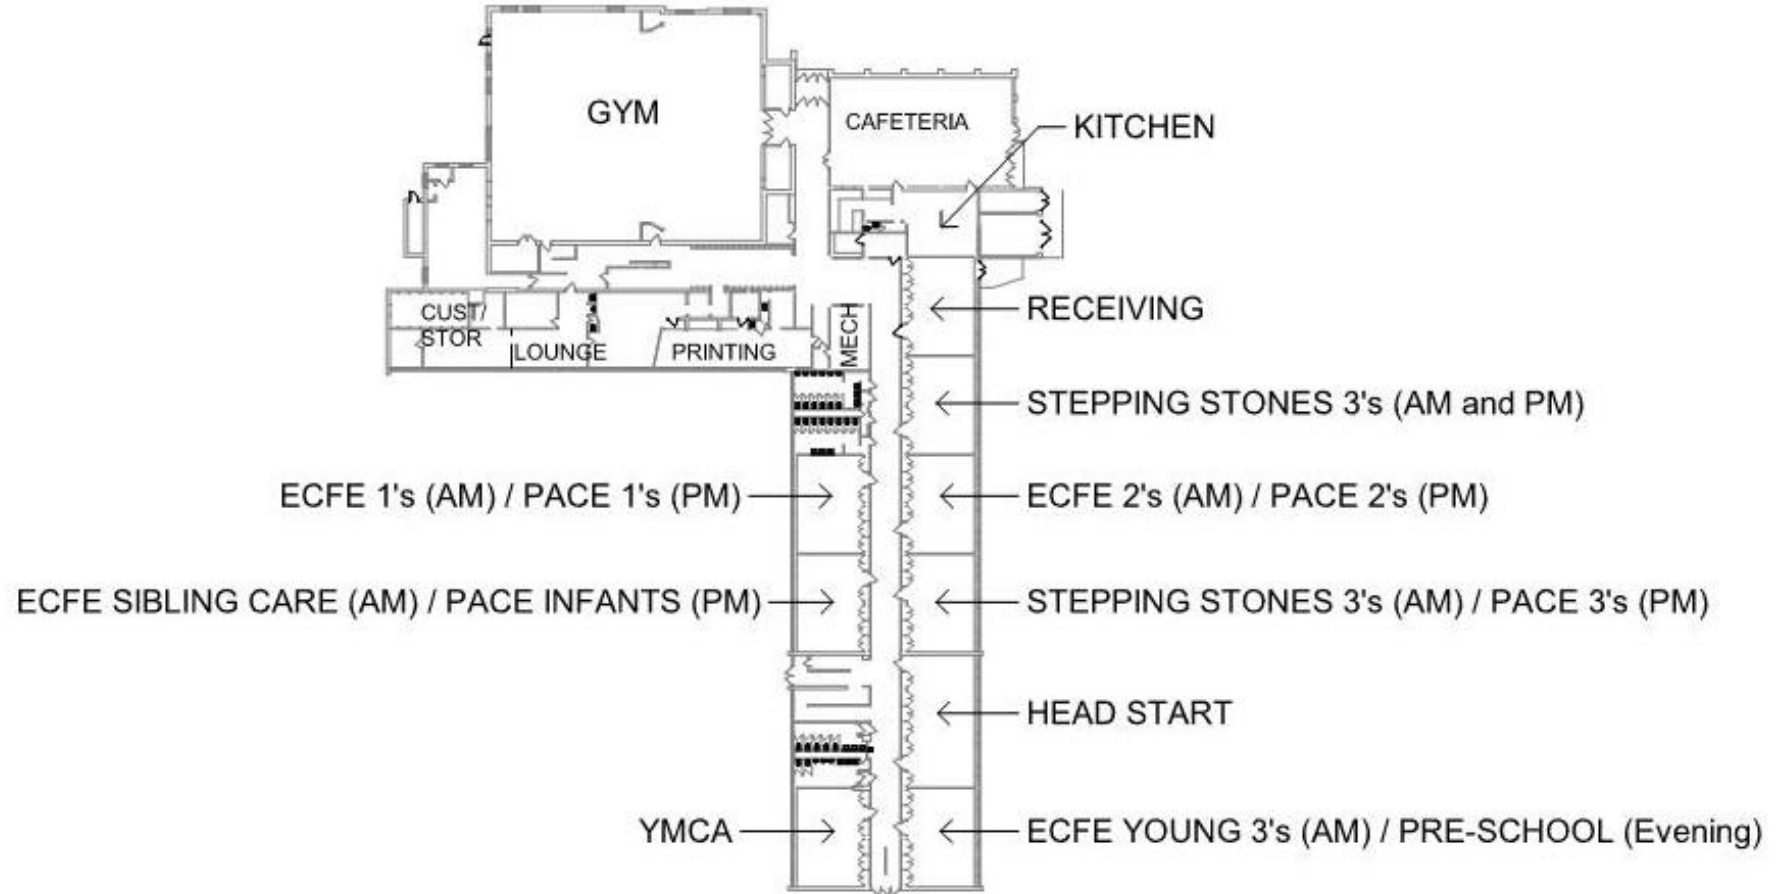 GYM
CAFETERIA
KITCHEN
CUST/
STOR
LOUNGE
PRINTING
MECH
RECEIVING
STEPPING STONES 3's (AM and PM)
ECFE 1's (AM) / PACE 1's (PM)
ECFE 2's (AM) / PACE 2's (PM)
ECFE SIBLING CARE (AM) / PACE INFANTS (PM)
STEPPING STONES 3's (AM) / PACE 3's (PM)
HEAD START
YMCA
ECFE YOUNG 3's (AM) / PRE-SCHOOL (Evening)